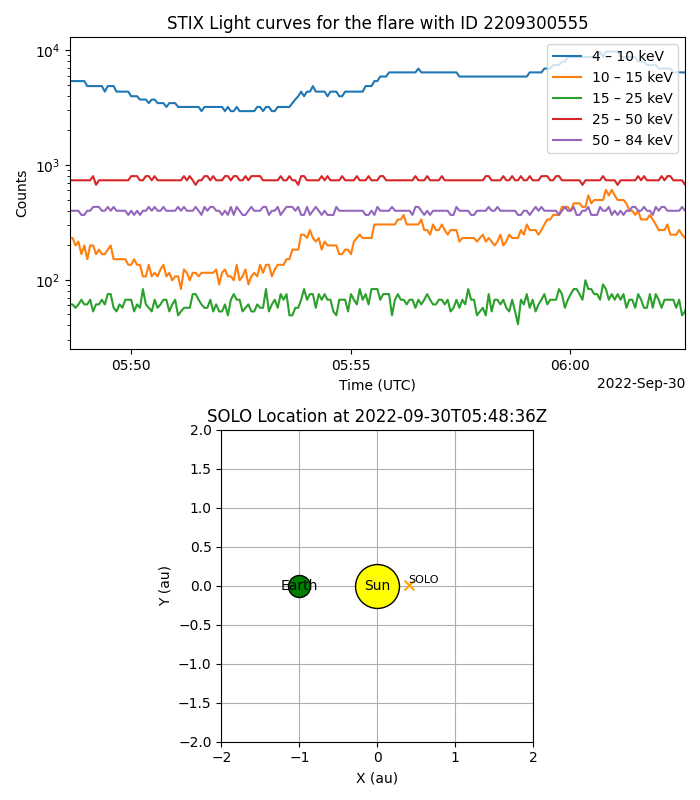 STIX Light curves for the flare with ID 2209300555
10⁴
10³
10²
Counts
4 – 10 keV
10 – 15 keV
15 – 25 keV
25 – 50 keV
50 – 84 keV
05:50 05:55 06:00
Time (UTC)
2022-Sep-30
SOLO Location at 2022-09-30T05:48:36Z
2.0
1.5
1.0
0.5
0.0
−0.5
−1.0
−1.5
−2.0
Y (au)
Earth Sun SOLO
−2 −1 0 1 2
X (au)